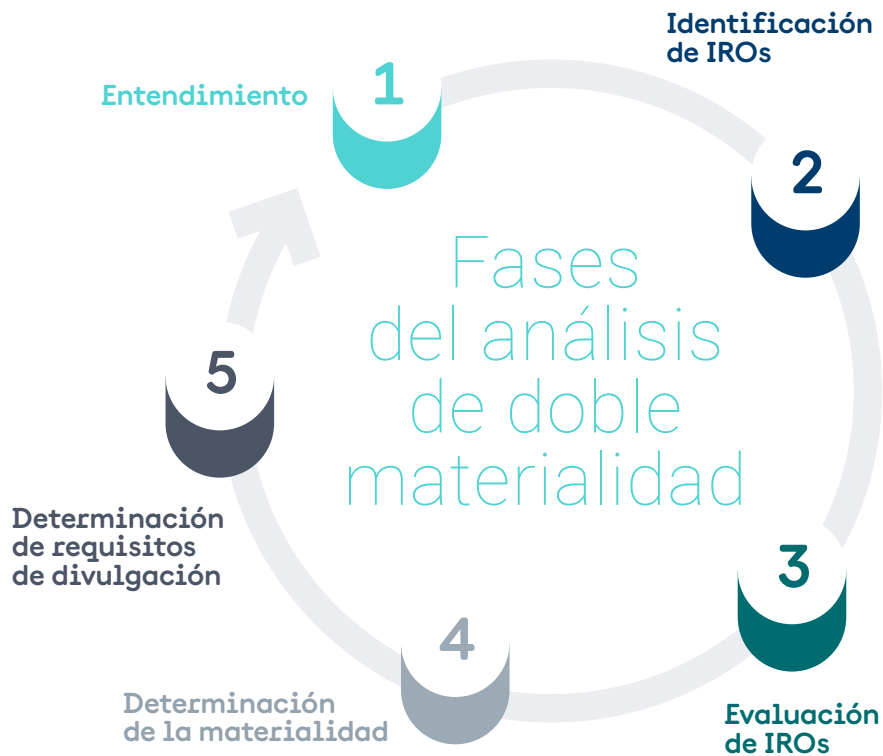 Fases
del análisis
de doble
materialidad
1
Entendimiento
2
Identificación
de IROs
3
Evaluación
de IROs
4
Determinación
de la materialidad
5
Determinación
de requisitos
de divulgación